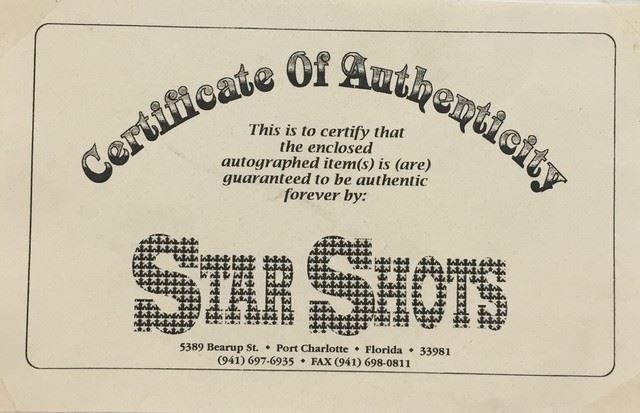 Certificate Of Authenticity
This is to certify that
the enclosed
autographed item(s) is (are)
guaranteed to be authentic
forever by:
STAR SHOTS
5389 Bearup St. • Port Charlotte • Florida • 33981
(941) 697-6935 • FAX (941) 698-0811